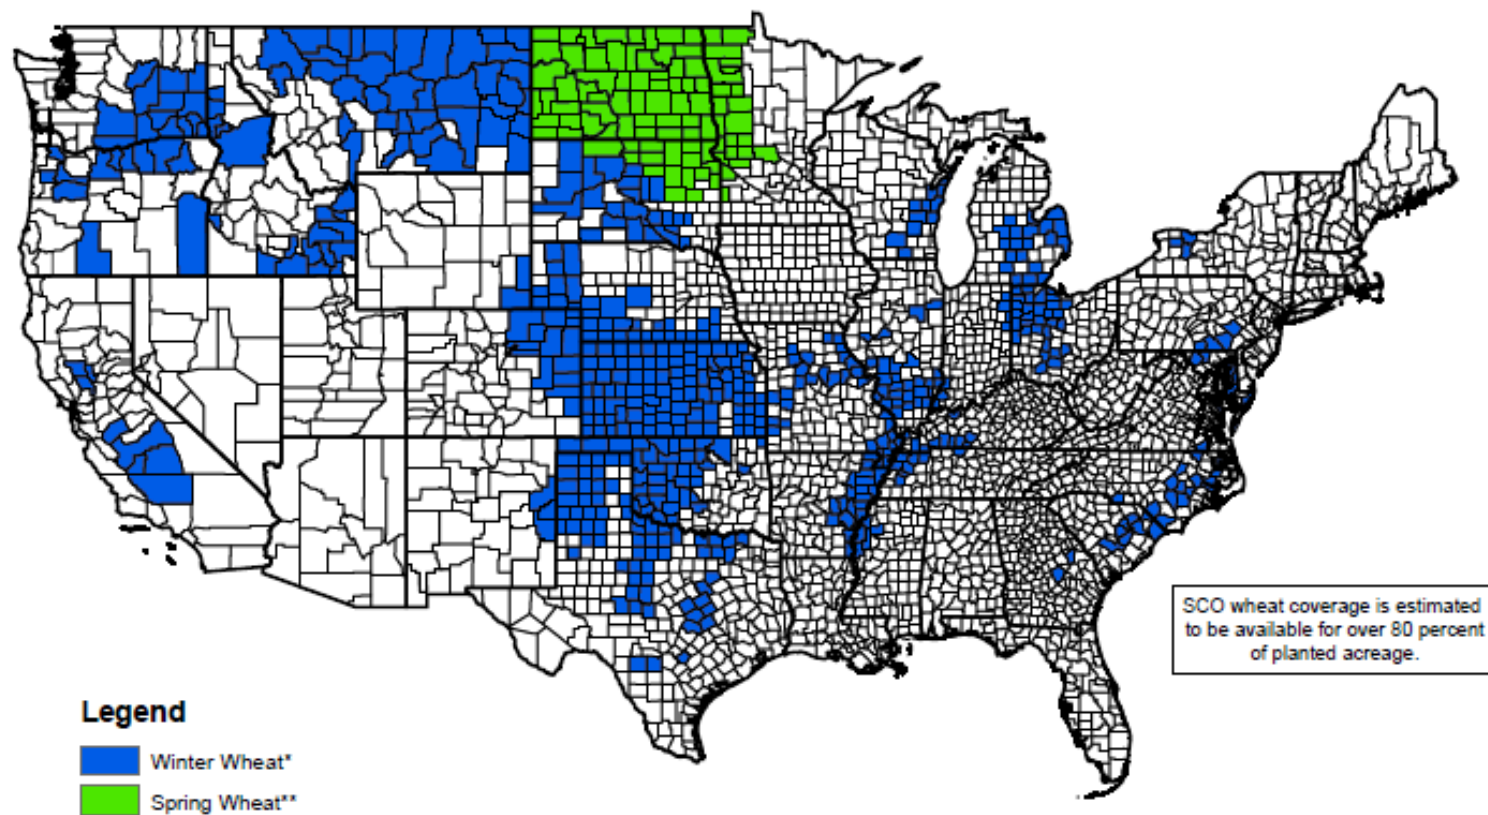 SCO wheat coverage is estimated
to be available for over 80 percent
of planted acreage.
Legend
Winter Wheat*
Spring Wheat**